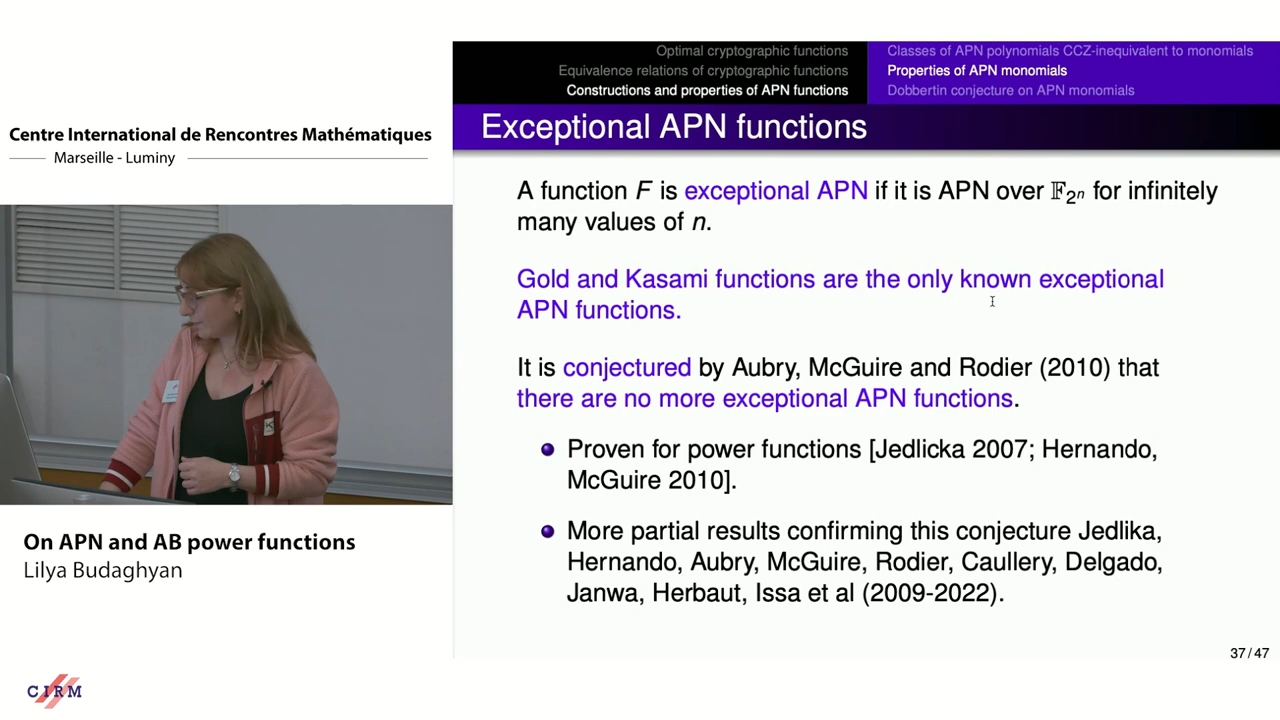 Centre International de Rencontres Mathématiques
Marseille - Luminy
On APN and AB power functions
Lilya Budaghyan
CIRM
Optimal cryptographic functions
Equivalence relations of cryptographic functions
Constructions and properties of APN functions
Classes of APN polynomials CCZ-inequivalent to monomials
Properties of APN monomials
Dobbertin conjecture on APN monomials
Exceptional APN functions
A function F is exceptional APN if it is APN over 𝔽₂ⁿ for infinitely
many values of n.
Gold and Kasami functions are the only known exceptional
APN functions.
It is conjectured by Aubry, McGuire and Rodier (2010) that
there are no more exceptional APN functions.
Proven for power functions [Jedlicka 2007; Hernando,
McGuire 2010].
More partial results confirming this conjecture Jedlika,
Hernando, Aubry, McGuire, Rodier, Caullery, Delgado,
Janwa, Herbaut, Issa et al (2009-2022).
37 / 47